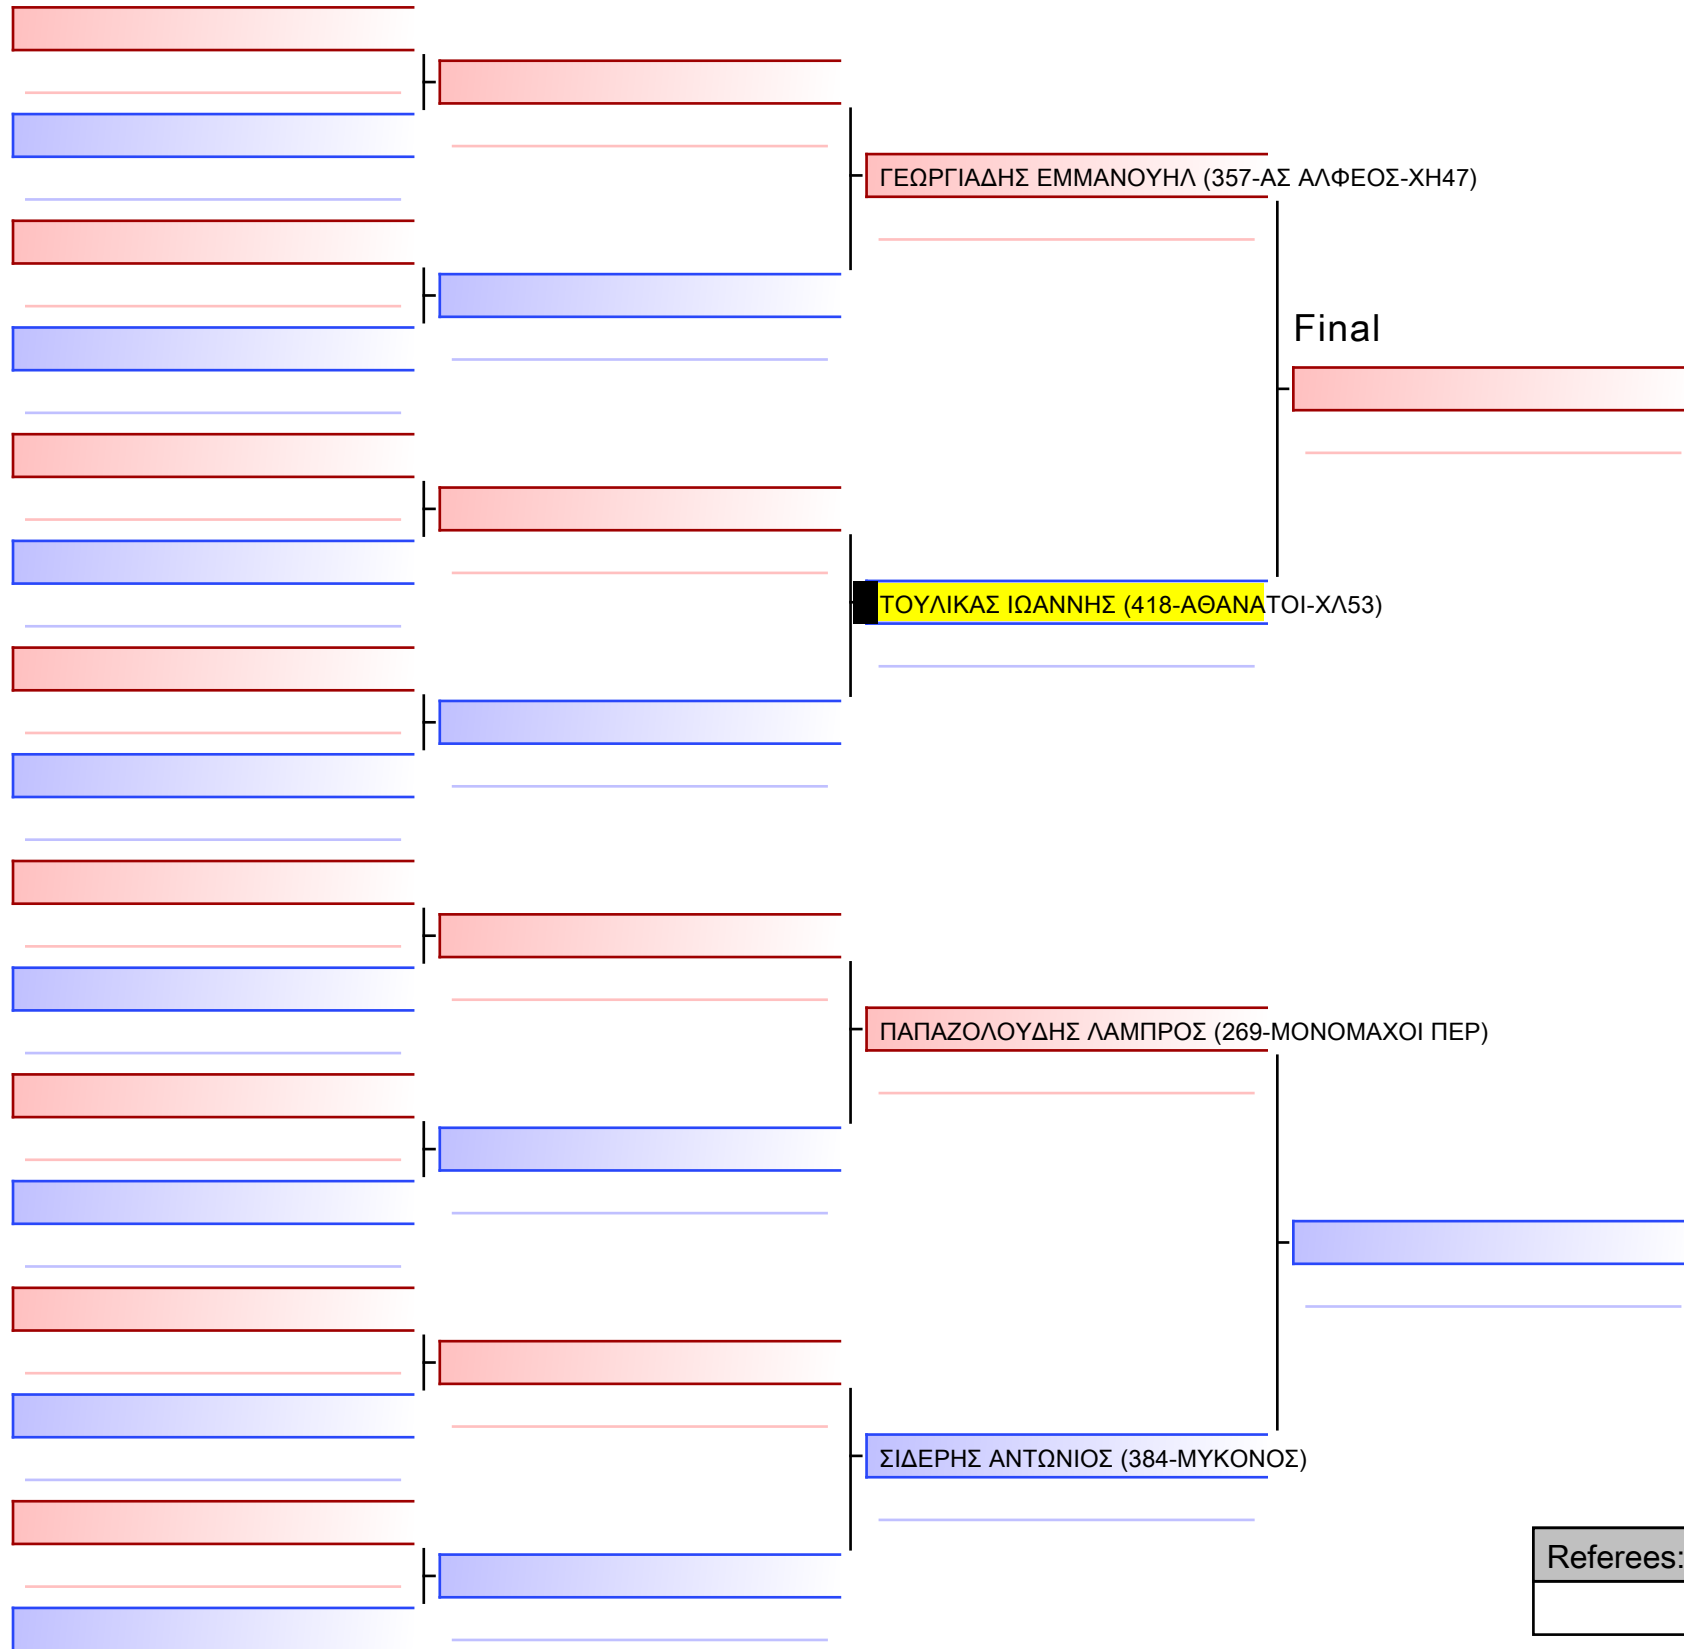 ΓΕΩΡΓΙΑΔΗΣ ΕΜΜΑΝΟΥΗΛ (357-ΑΣ ΑΛΦΕΟΣ-ΧΗ47)
Final
ΤΟΥΛΙΚΑΣ ΙΩΑΝΝΗΣ (418-ΑΘΑΝΑΤΟΙ-ΧΛ53)
ΠΑΠΑΖΟΛΟΥΔΗΣ ΛΑΜΠΡΟΣ (269-ΜΟΝΟΜΑΧΟΙ ΠΕΡ)
ΣΙΔΕΡΗΣ ΑΝΤΩΝΙΟΣ (384-ΜΥΚΟΝΟΣ)
Referees: